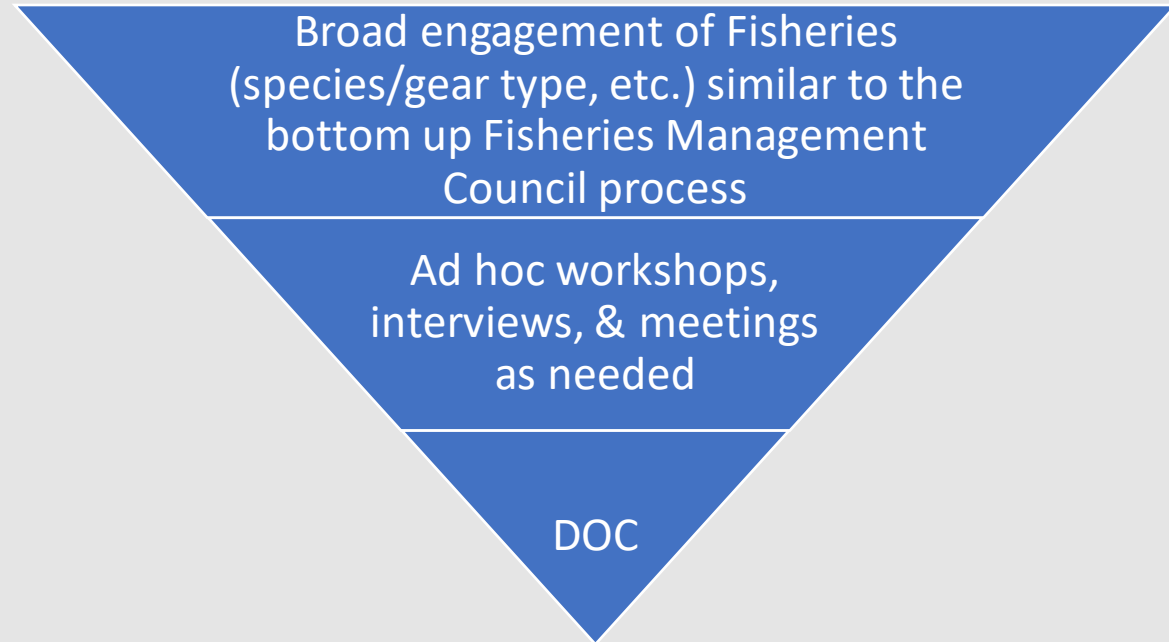 Broad engagement of Fisheries
(species/gear type, etc.) similar to the
bottom up Fisheries Management
Council process
Ad hoc workshops,
interviews, & meetings
as needed
DOC